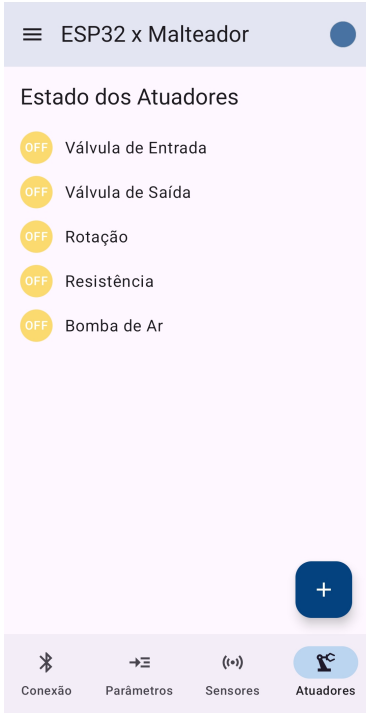 ESP32 x Malteador
Estado dos Atuadores
OFF Válvula de Entrada
OFF Válvula de Saída
OFF Rotação
OFF Resistência
OFF Bomba de Ar
+
Conexão Parâmetros Sensores Atuadores